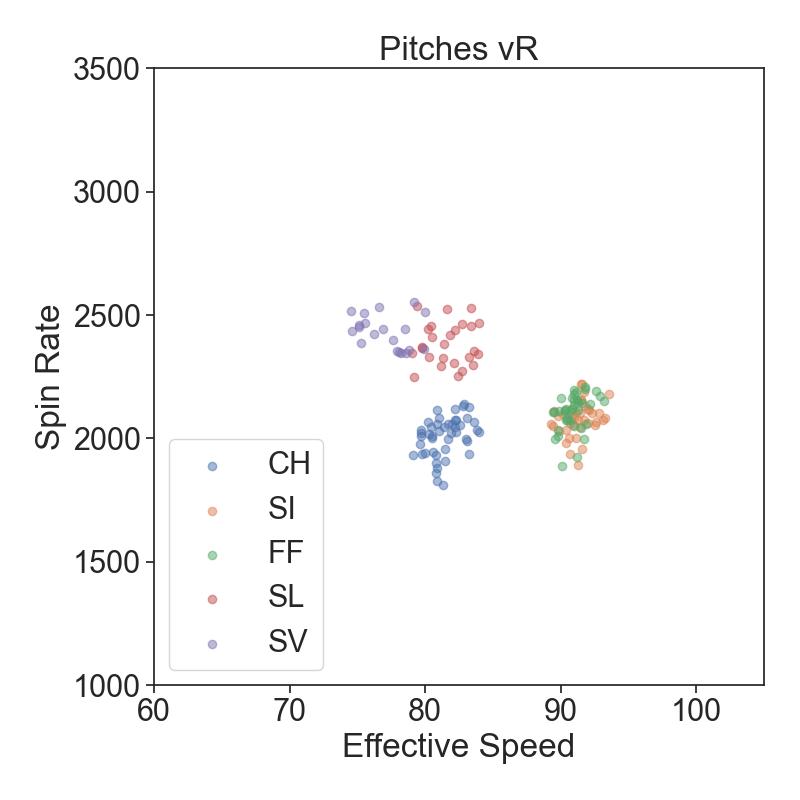 Pitches vR
3500
3000
2500
2000
1500
1000
Spin Rate
CH
SI
FF
SL
SV
60 70 80 90 100
Effective Speed